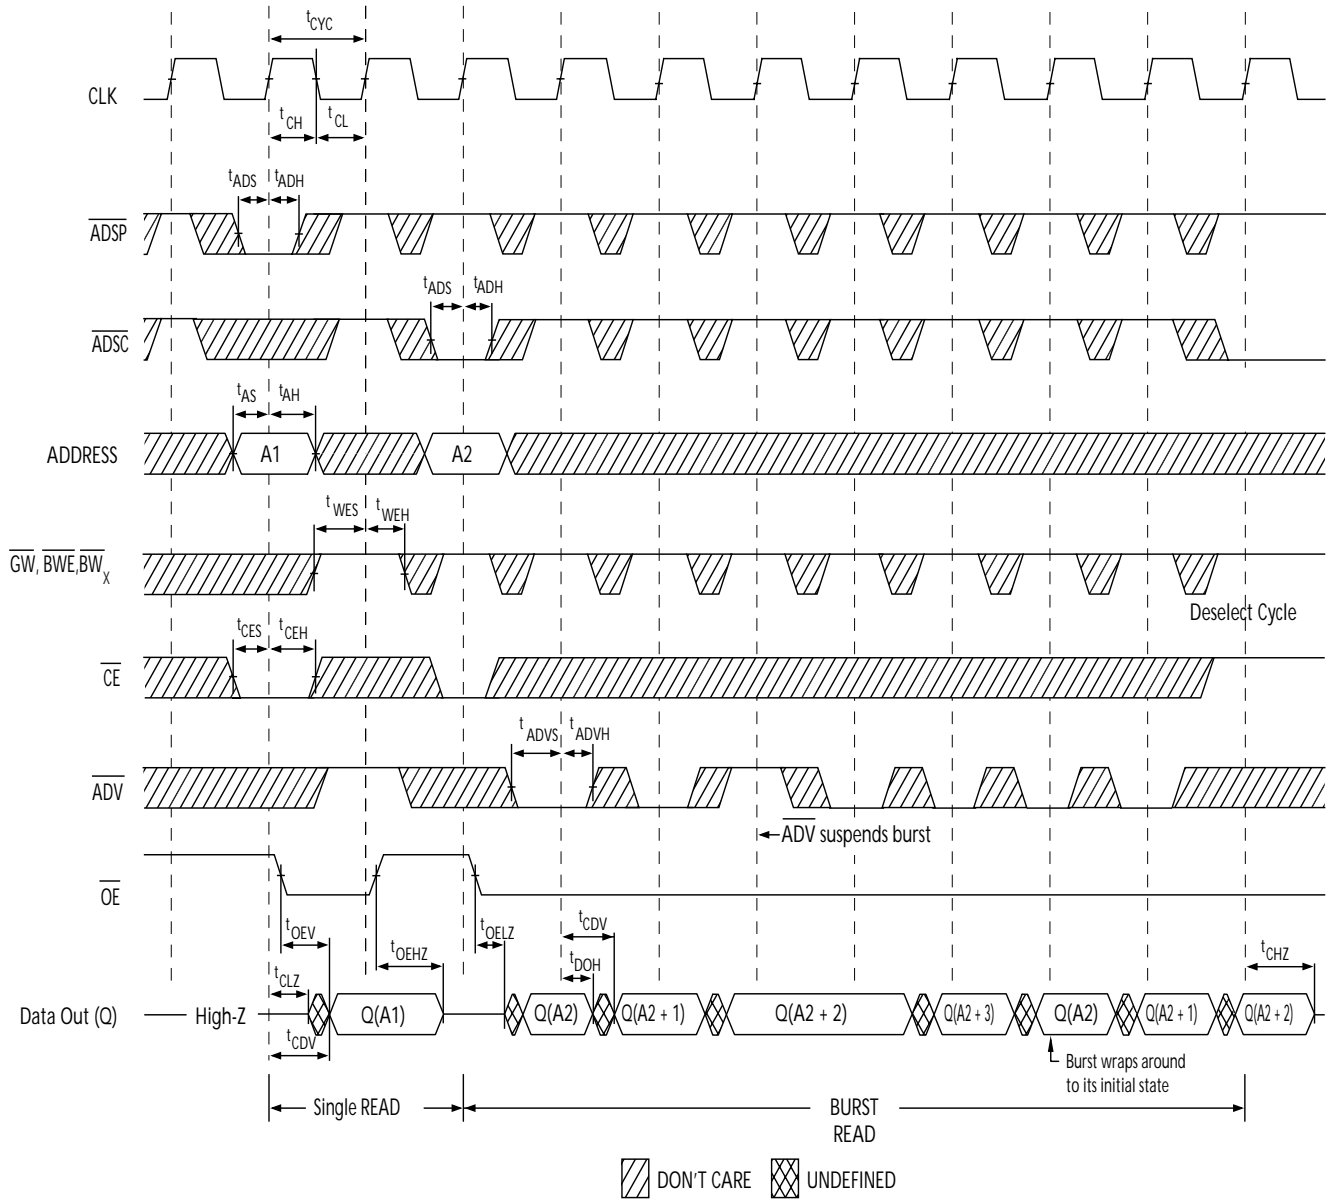 tCYC
CLK
tCH
tCL
tADS
tADH
ADSP
tADS
tADH
ADSC
tAS
tAH
ADDRESS
A1
A2
tWES
tWEH
GW, BWE,BWX
Deselect Cycle
tCES
tCEH
CE
tADVS
tADVH
ADV
ADV suspends burst
OE
tOEV
tOEHZ
tOELZ
tCDV
tDOH
tCHZ
tCLZ
Data Out (Q)
High-Z
Q(A1)
Q(A2)
Q(A2 + 1)
Q(A2 + 2)
Q(A2 + 3)
Q(A2)
Q(A2 + 1)
Q(A2 + 2)
tCDV
Burst wraps around
to its initial state
Single READ
BURST
READ
DON'T CARE
UNDEFINED